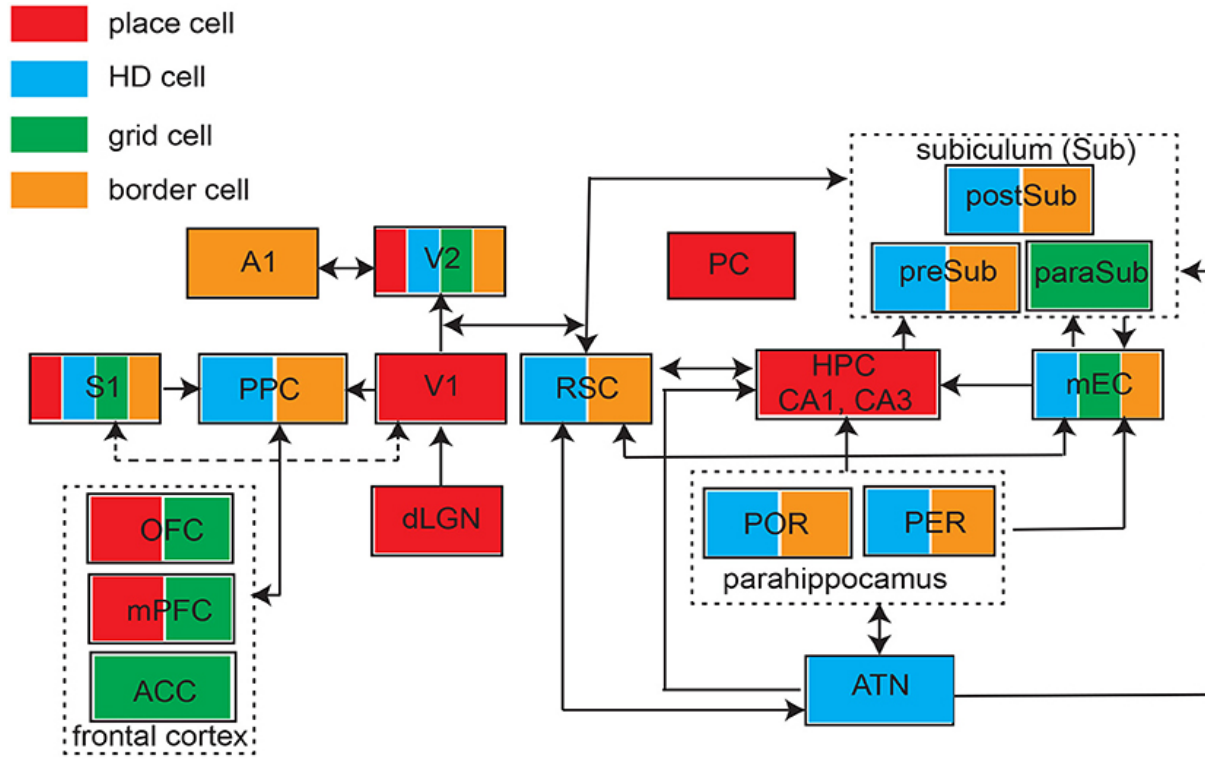 place cell
HD cell
grid cell
border cell
subiculum (Sub)
postSub
A1
V2
PC
preSub
paraSub
S1
PPC
V1
RSC
HPC
CA1, CA3
mEC
OFC
dLGN
POR
PER
mPFC
parahippocamus
ACC
ATN
frontal cortex